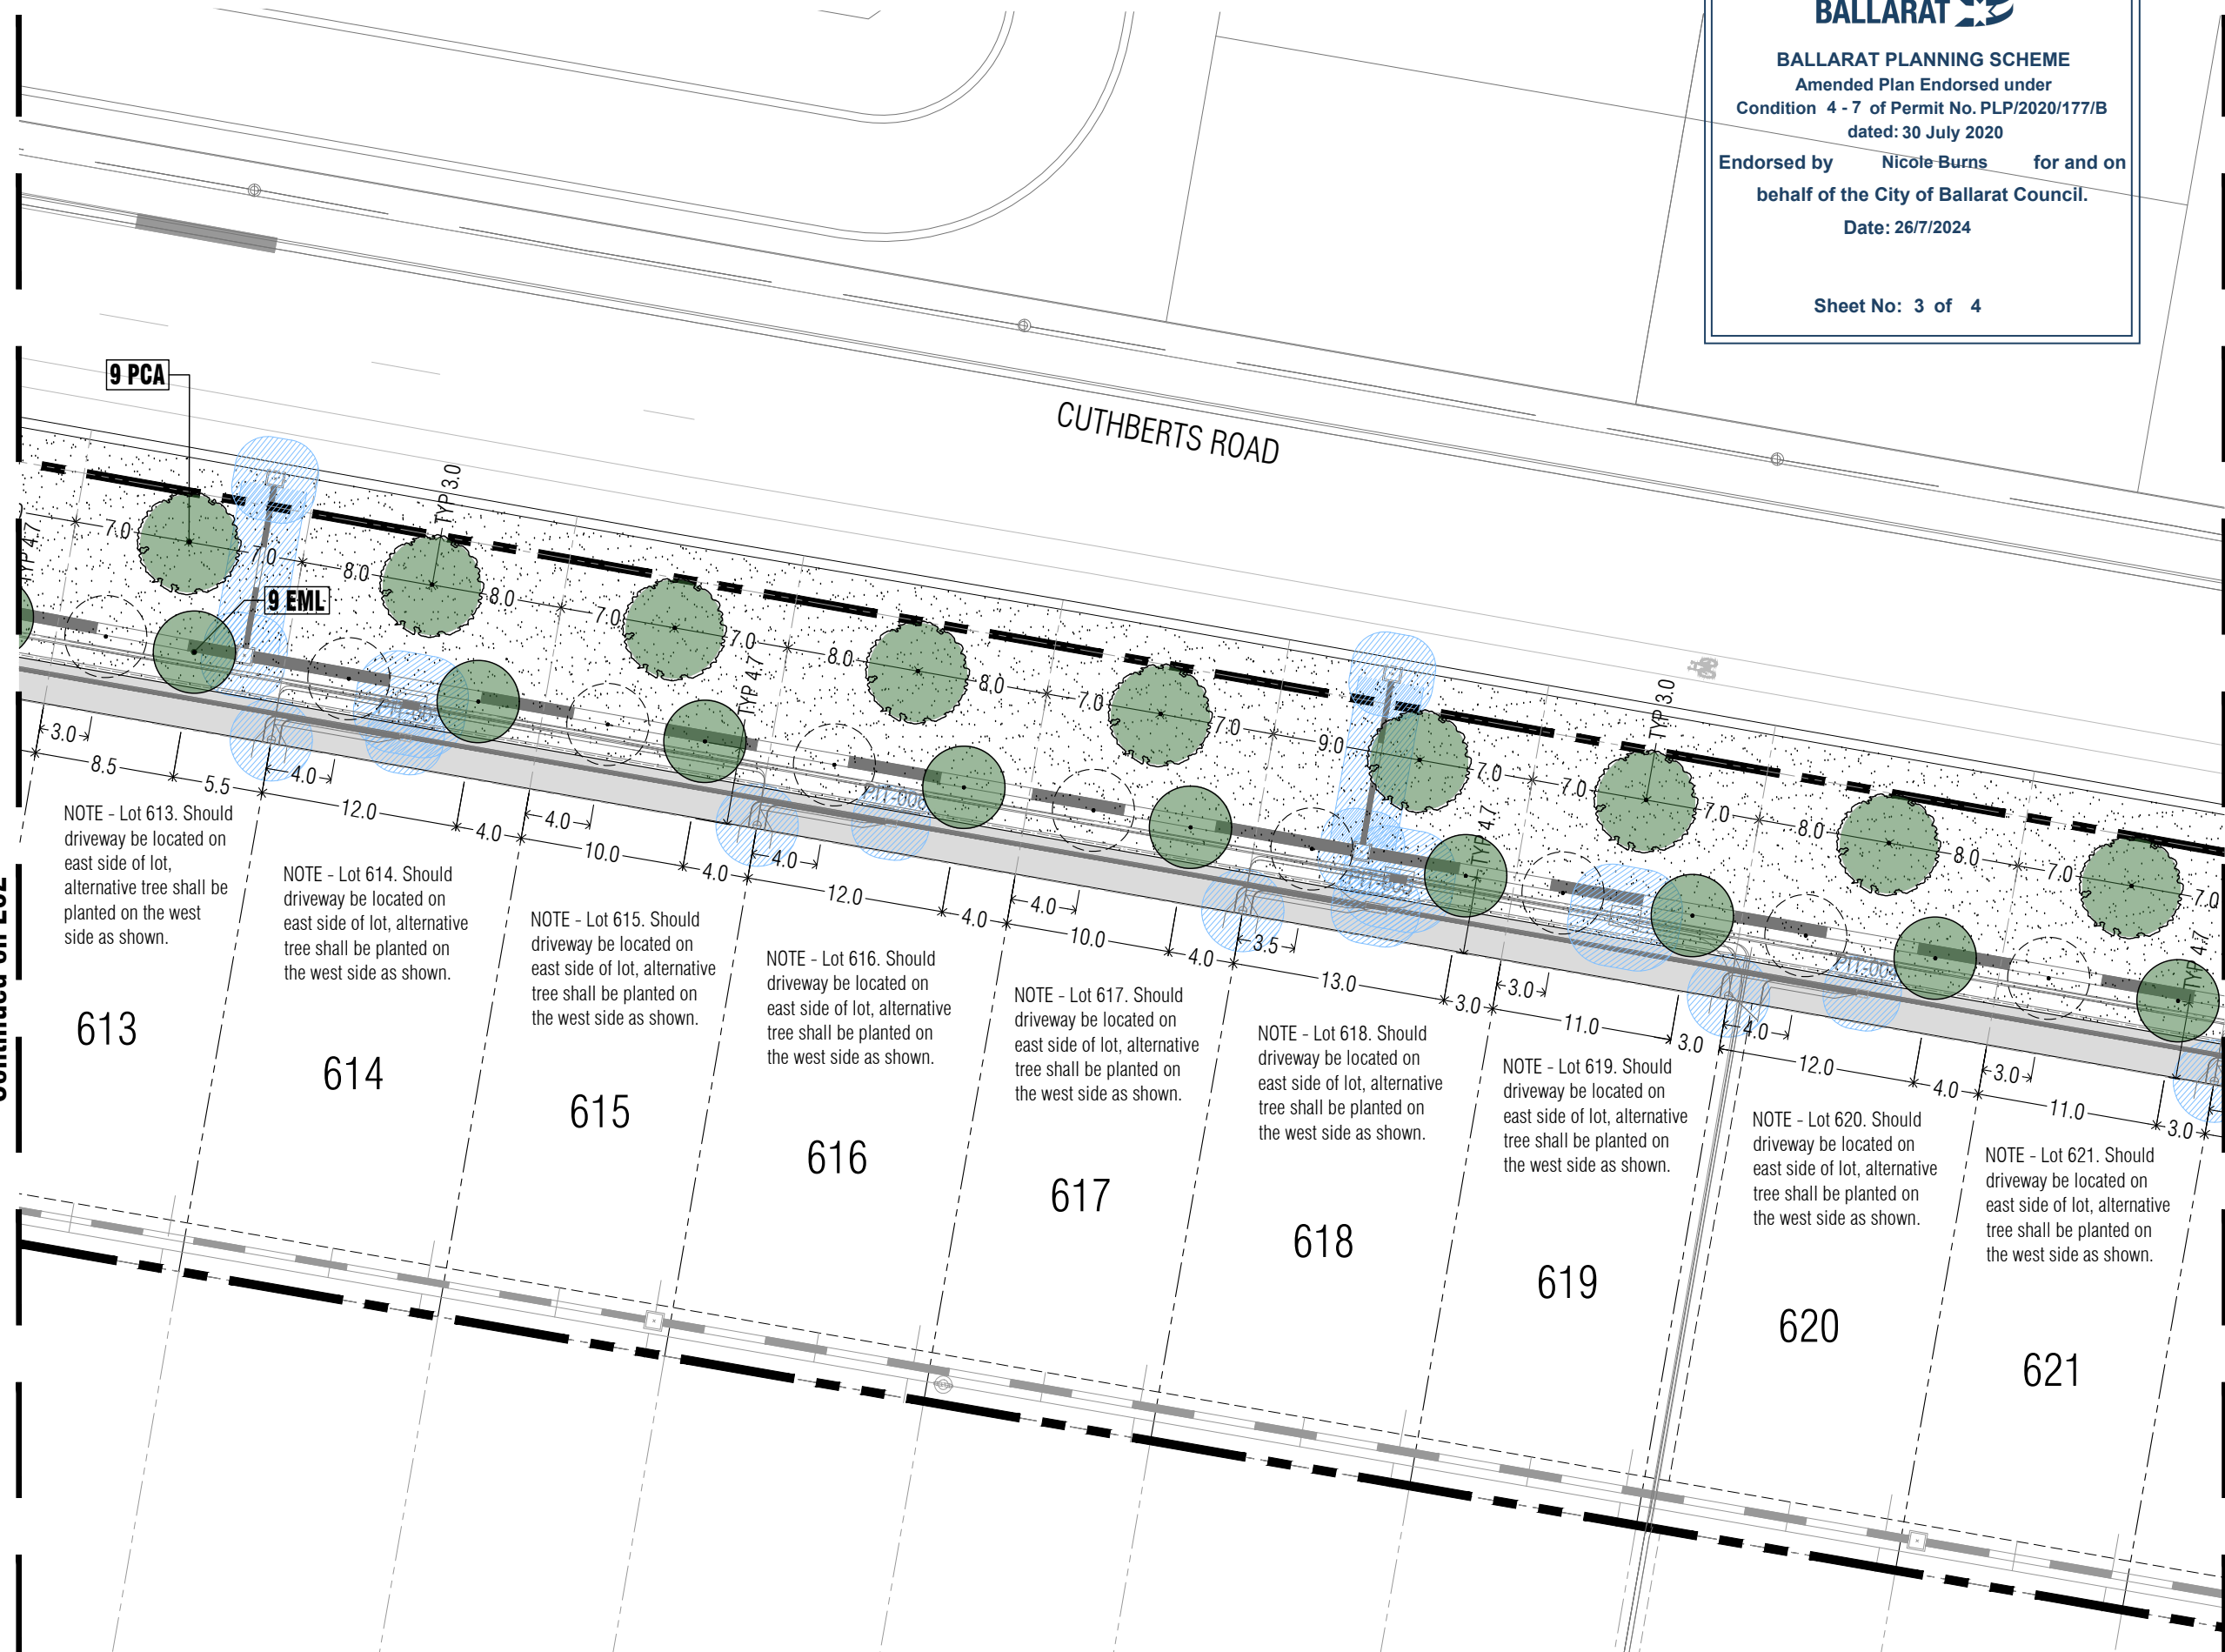 BALLARAT
BALLARAT PLANNING SCHEME
Amended Plan Endorsed under
Condition 4 - 7 of Permit No. PLP/2020/177/B
dated: 30 July 2020
Endorsed by Nicole Burns for and on
behalf of the City of Ballarat Council.
Date: 26/7/2024
Sheet No: 3 of 4
CUTHBERTS ROAD
9 PCA
9 EML
TYP 3.0
TYP 3.0
TYP 4.7
TYP 4.7
TYP 4.7
TYP 4.7
7.0
7.0
8.0
8.0
7.0
7.0
8.0
8.0
7.0
7.0
9.0
7.0
7.0
7.0
8.0
8.0
7.0
7.0
3.0
8.5
5.5
4.0
12.0
4.0
4.0
10.0
4.0
4.0
12.0
4.0
4.0
10.0
4.0
3.5
13.0
3.0
3.0
11.0
3.0
4.0
12.0
4.0
3.0
11.0
3.0
NOTE - Lot 613. Should
driveway be located on
east side of lot,
alternative tree shall be
planted on the west
side as shown.
613
NOTE - Lot 614. Should
driveway be located on
east side of lot, alternative
tree shall be planted on
the west side as shown.
614
NOTE - Lot 615. Should
driveway be located on
east side of lot, alternative
tree shall be planted on
the west side as shown.
615
NOTE - Lot 616. Should
driveway be located on
east side of lot, alternative
tree shall be planted on
the west side as shown.
616
NOTE - Lot 617. Should
driveway be located on
east side of lot, alternative
tree shall be planted on
the west side as shown.
617
NOTE - Lot 618. Should
driveway be located on
east side of lot, alternative
tree shall be planted on
the west side as shown.
618
NOTE - Lot 619. Should
driveway be located on
east side of lot, alternative
tree shall be planted on
the west side as shown.
619
NOTE - Lot 620. Should
driveway be located on
east side of lot, alternative
tree shall be planted on
the west side as shown.
620
NOTE - Lot 621. Should
driveway be located on
east side of lot, alternative
tree shall be planted on
the west side as shown.
621